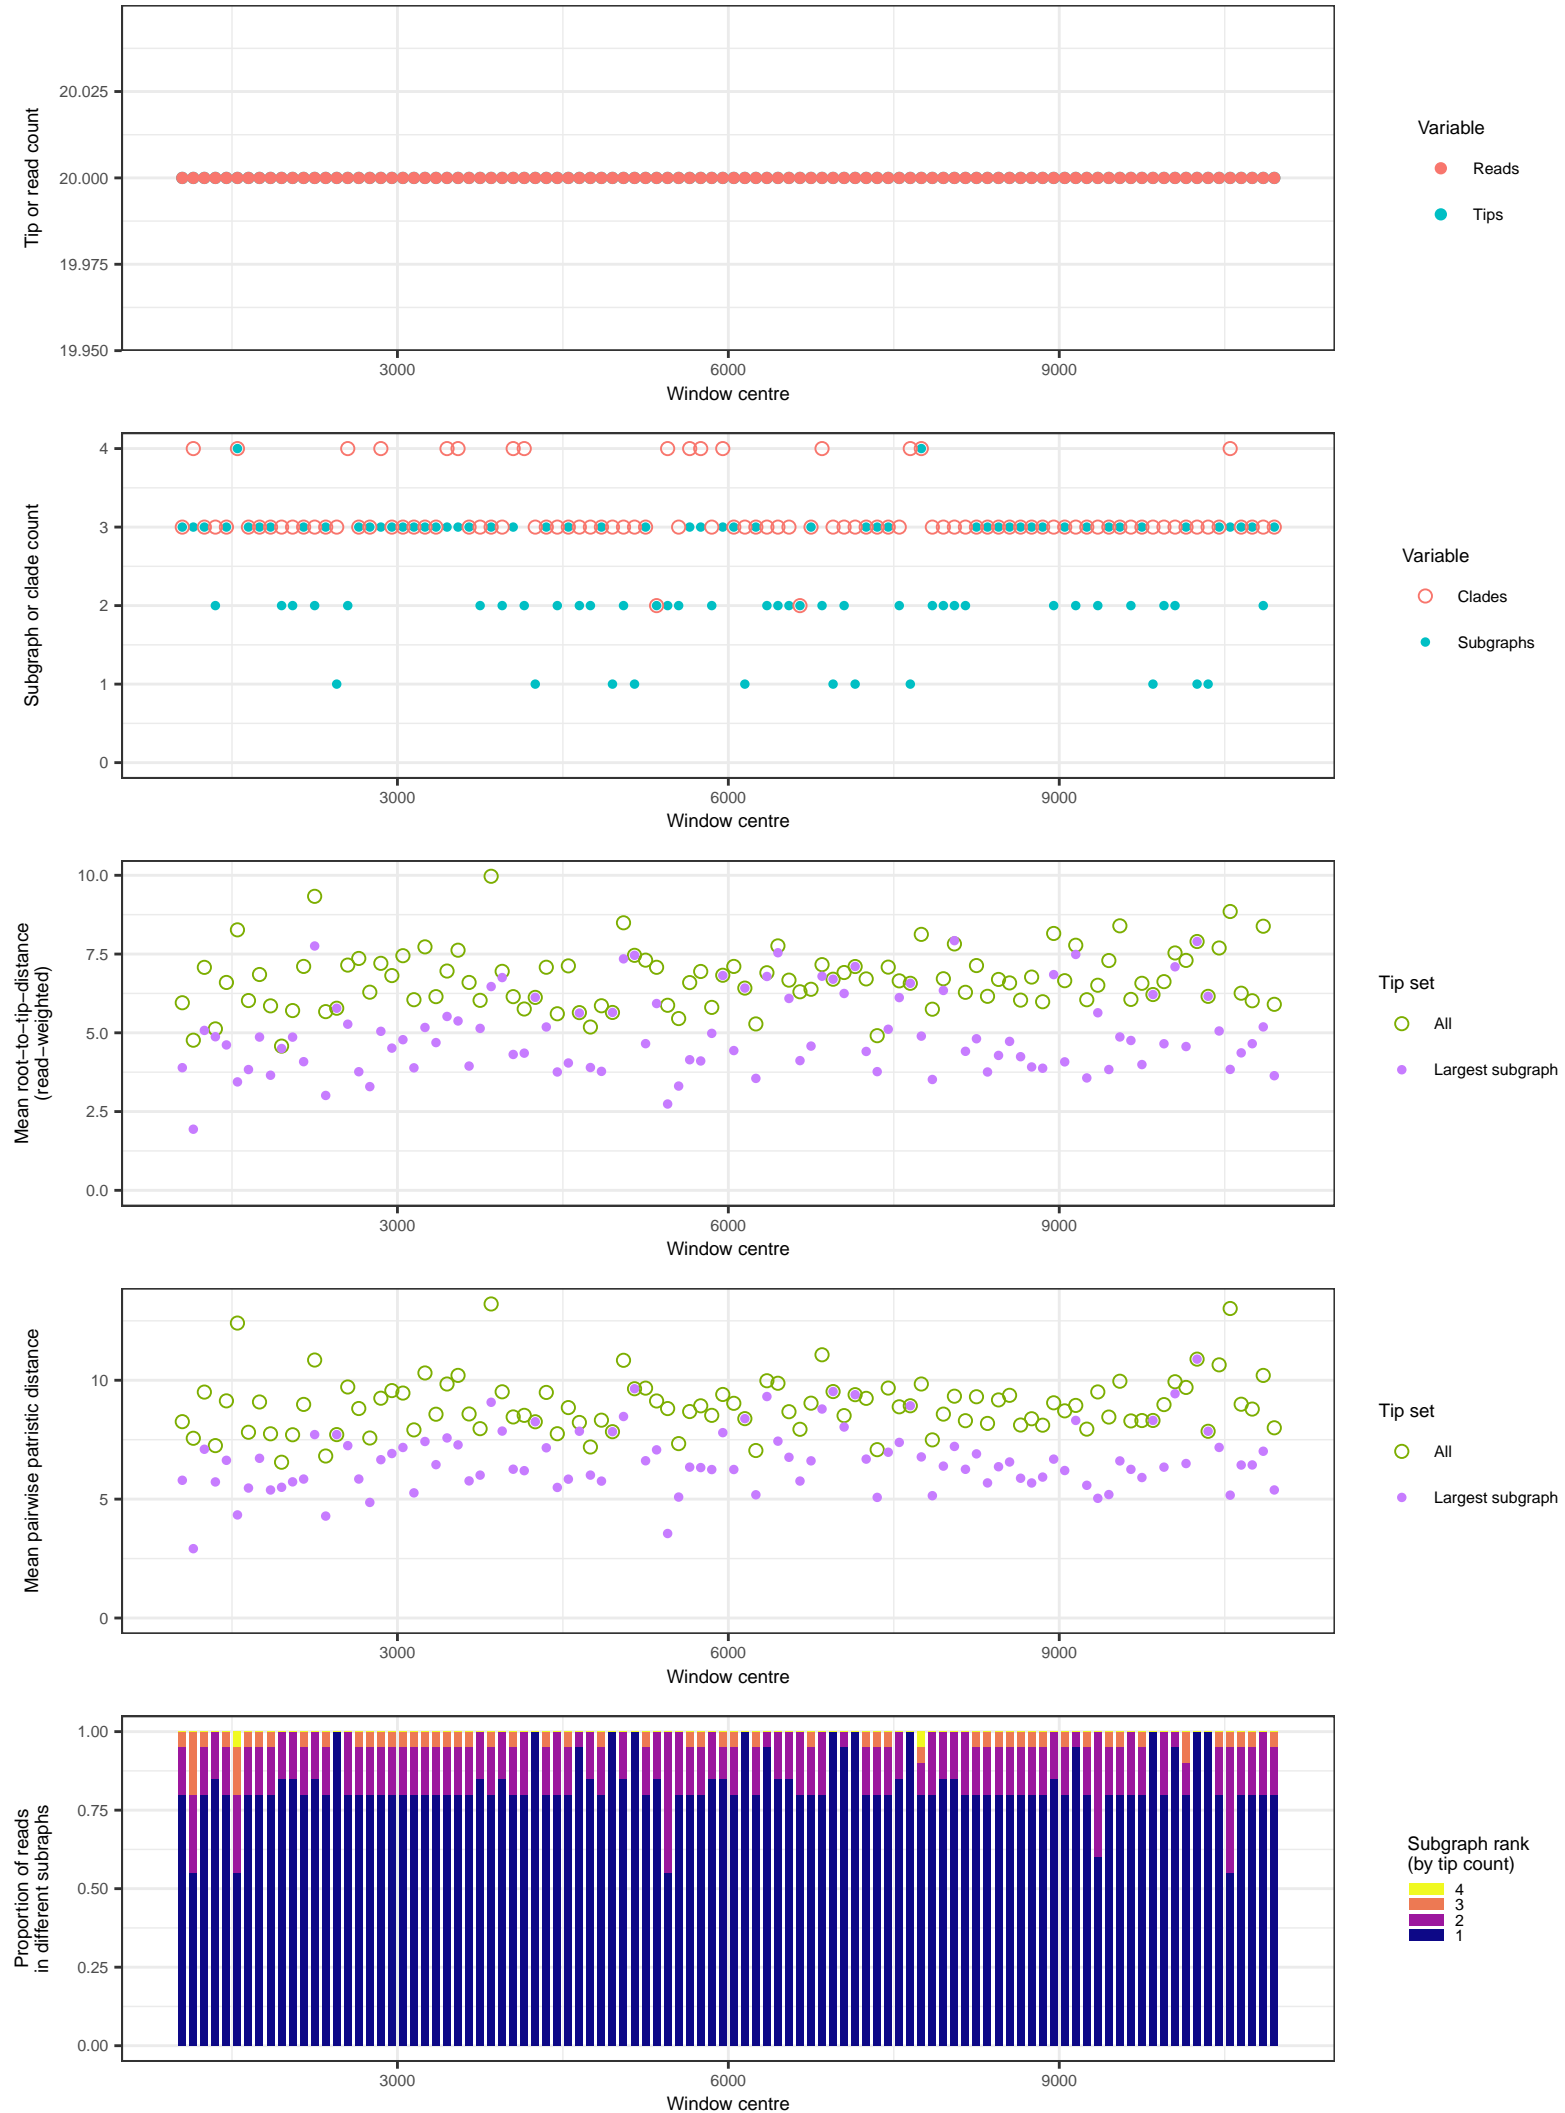 20.025
20.000
19.975
19.950
Tip or read count
3000 6000 9000
Window centre
Variable
Reads
Tips
4
3
2
1
0
Subgraph or clade count
3000 6000 9000
Window centre
Variable
Clades
Subgraphs
10.0
7.5
5.0
2.5
0.0
Mean root−to−tip−distance
(read−weighted)
3000 6000 9000
Window centre
Tip set
All
Largest subgraph
10
5
0
Mean pairwise patristic distance
3000 6000 9000
Window centre
Tip set
All
Largest subgraph
1.00
0.75
0.50
0.25
0.00
Proportion of reads
in different subraphs
3000 6000 9000
Window centre
Subgraph rank
(by tip count)
4
3
2
1